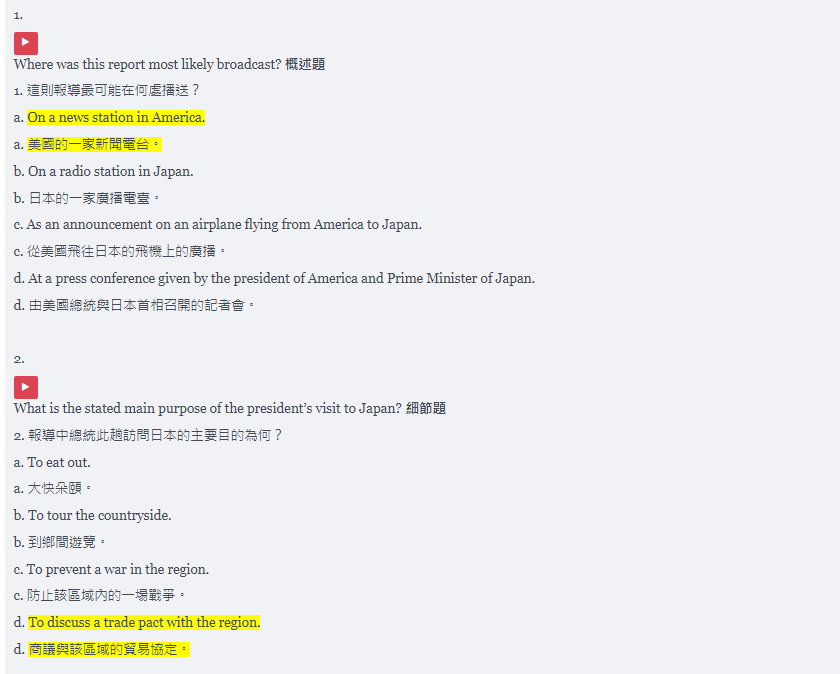 1.
Where was this report most likely broadcast? 概述題
1. 這則報導最可能在何處播送？
a. On a news station in America.
a. 美國的一家新聞電台。
b. On a radio station in Japan.
b. 日本的一家廣播電臺。
c. As an announcement on an airplane flying from America to Japan.
c. 從美國飛往日本的飛機上的廣播。
d. At a press conference given by the president of America and Prime Minister of Japan.
d. 由美國總統與日本首相召開的記者會。
2.
What is the stated main purpose of the president’s visit to Japan? 細節題
2. 報導中總統此趟訪問日本的主要目的為何？
a. To eat out.
a. 大快朵頤。
b. To tour the countryside.
b. 到鄉間遊覽。
c. To prevent a war in the region.
c. 防止該區域內的一場戰爭。
d. To discuss a trade pact with the region.
d. 商議與該區域的貿易協定。